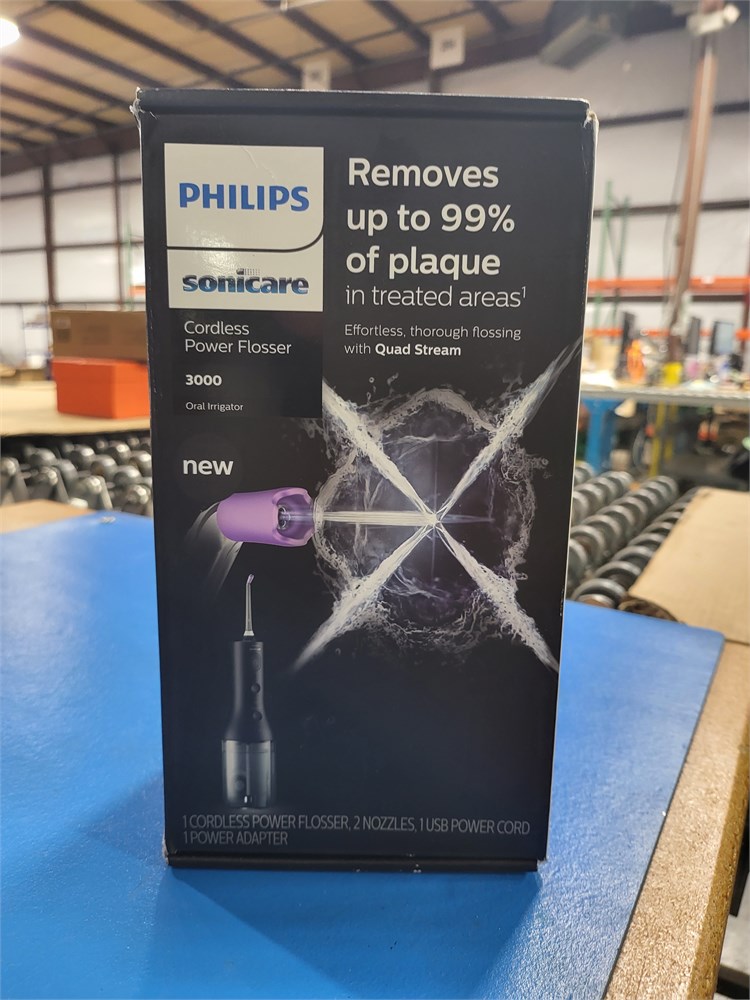 PHILIPS
sonicare
Cordless
Power Flosser
3000
Oral Irrigator
new
Removes
up to 99%
of plaque
in treated areas¹
Effortless, thorough flossing
with Quad Stream
1 CORDLESS POWER FLOSSER, 2 NOZZLES, 1 USB POWER CORD
1 POWER ADAPTER